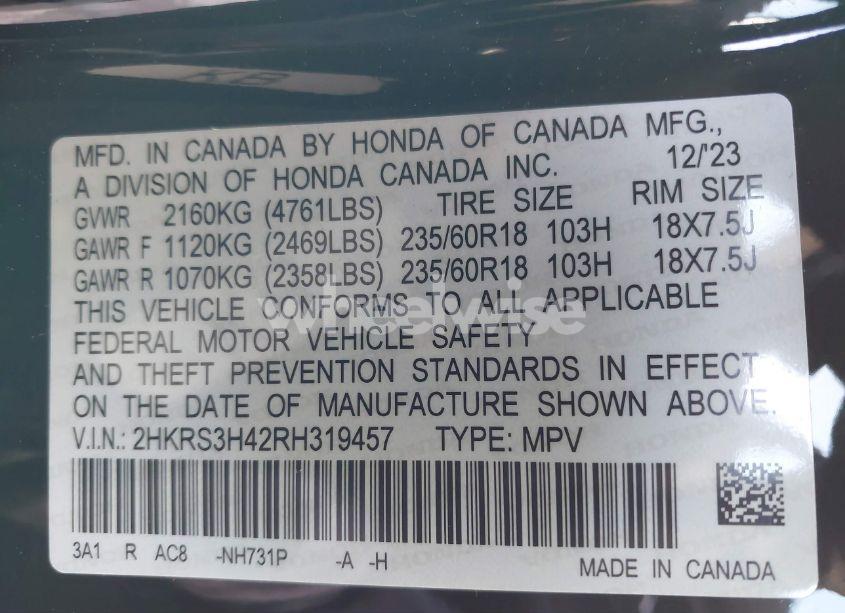 MFD. IN CANADA BY HONDA OF CANADA MFG.,
A DIVISION OF HONDA CANADA INC. 12/'23
GVWR 2160KG (4761LBS) TIRE SIZE RIM SIZE
GAWR F 1120KG (2469LBS) 235/60R18 103H 18X7.5J
GAWR R 1070KG (2358LBS) 235/60R18 103H 18X7.5J
THIS VEHICLE CONFORMS TO ALL APPLICABLE
wheelwise
FEDERAL MOTOR VEHICLE SAFETY
AND THEFT PREVENTION STANDARDS IN EFFECT
ON THE DATE OF MANUFACTURE SHOWN ABOVE.
V.I.N.: 2HKRS3H42RH319457 TYPE: MPV
3A1 R AC8 -NH731P -A -H
MADE IN CANADA